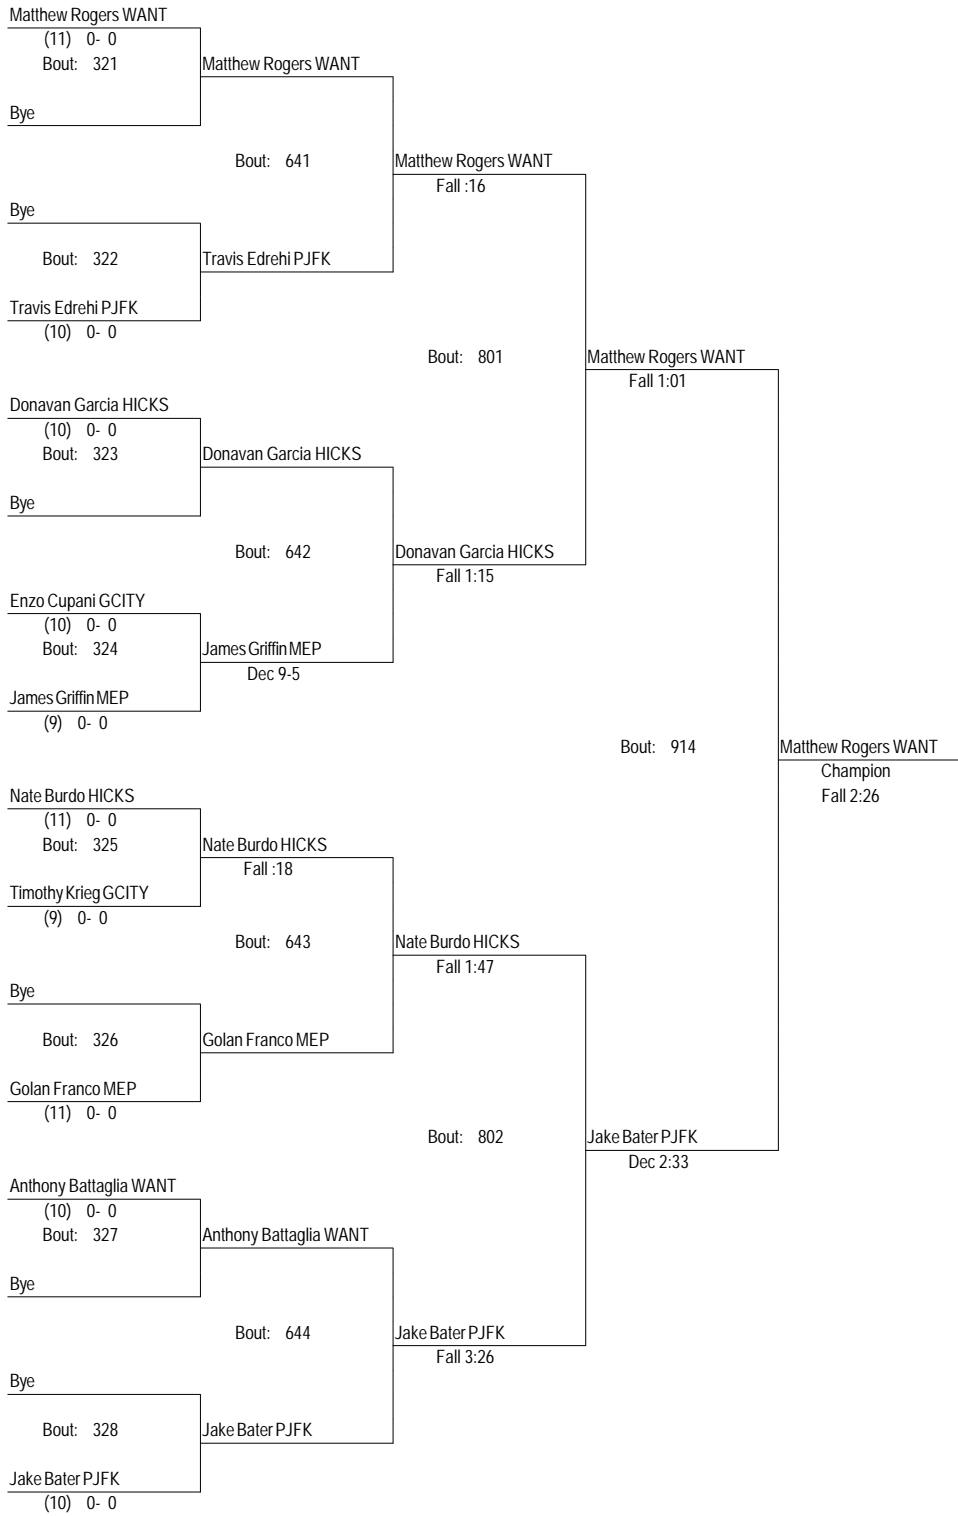 Matthew Rogers WANT
(11) 0- 0
Bout: 321
Matthew Rogers WANT
Bye
Bout: 641
Matthew Rogers WANT
Fall :16
Bye
Bout: 322
Travis Edrehi PJFK
Travis Edrehi PJFK
(10) 0- 0
Bout: 801
Matthew Rogers WANT
Fall 1:01
Donavan Garcia HICKS
(10) 0- 0
Bout: 323
Donavan Garcia HICKS
Bye
Bout: 642
Donavan Garcia HICKS
Fall 1:15
Enzo Cupani GCITY
(10) 0- 0
Bout: 324
James Griffin MEP
Dec 9-5
James Griffin MEP
(9) 0- 0
Bout: 914
Matthew Rogers WANT
Champion
Fall 2:26
Nate Burdo HICKS
(11) 0- 0
Bout: 325
Nate Burdo HICKS
Fall :18
Timothy Krieg GCITY
(9) 0- 0
Bout: 643
Nate Burdo HICKS
Fall 1:47
Bye
Bout: 326
Golan Franco MEP
Golan Franco MEP
(11) 0- 0
Bout: 802
Jake Bater PJFK
Dec 2:33
Anthony Battaglia WANT
(10) 0- 0
Bout: 327
Anthony Battaglia WANT
Bye
Bout: 644
Jake Bater PJFK
Fall 3:26
Bye
Bout: 328
Jake Bater PJFK
Jake Bater PJFK
(10) 0- 0